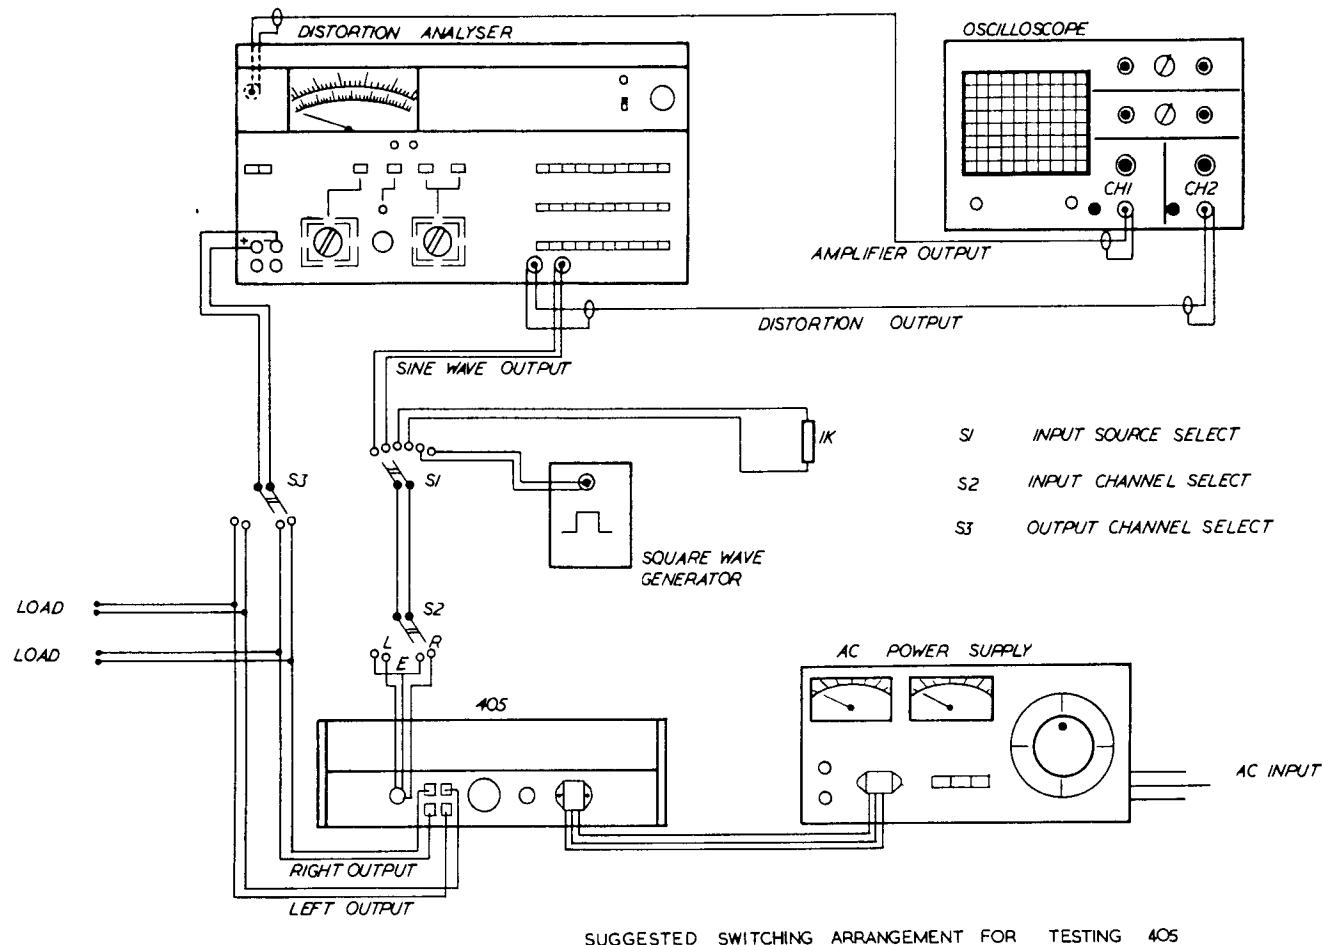 DISTORTION ANALYSER
OSCILLOSCOPE
CH1
CH2
+
AMPLIFIER OUTPUT
DISTORTION OUTPUT
SINE WAVE OUTPUT
1K
S1 INPUT SOURCE SELECT
S2 INPUT CHANNEL SELECT
S3 OUTPUT CHANNEL SELECT
S3
S1
SQUARE WAVE
GENERATOR
S2
L
R
E
LOAD
LOAD
AC POWER SUPPLY
405
AC INPUT
RIGHT OUTPUT
LEFT OUTPUT
SUGGESTED SWITCHING ARRANGEMENT FOR TESTING 405